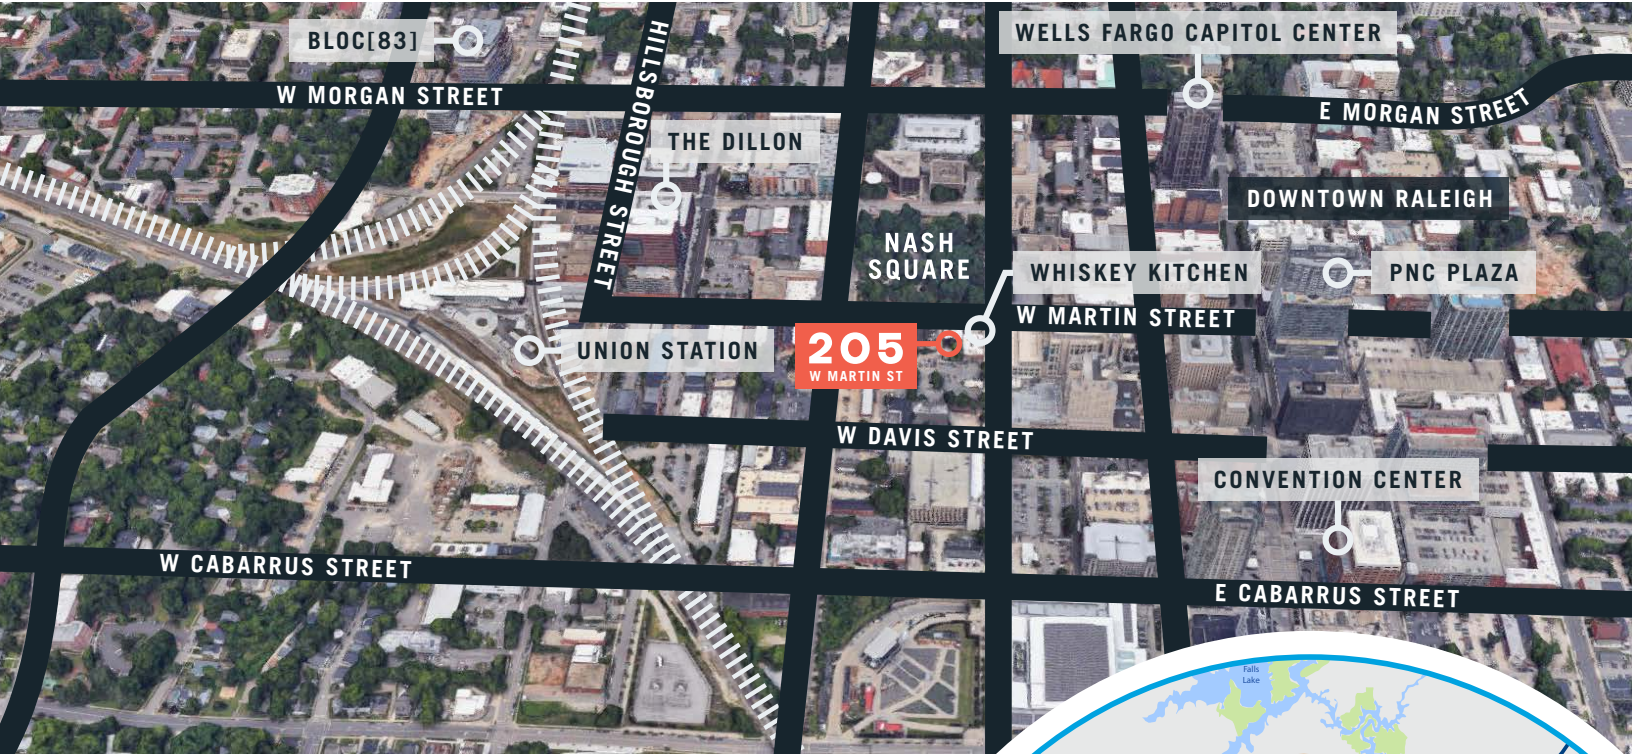 WELLS FARGO CAPITOL CENTER
BLOC[83]
W MORGAN STREET
E MORGAN STREET
HILLSBOROUGH STREET
THE DILLON
DOWNTOWN RALEIGH
NASH
SQUARE
WHISKEY KITCHEN
PNC PLAZA
W MARTIN STREET
UNION STATION
205
W MARTIN ST
W DAVIS STREET
CONVENTION CENTER
W CABARRUS STREET
E CABARRUS STREET
Falls
Lake